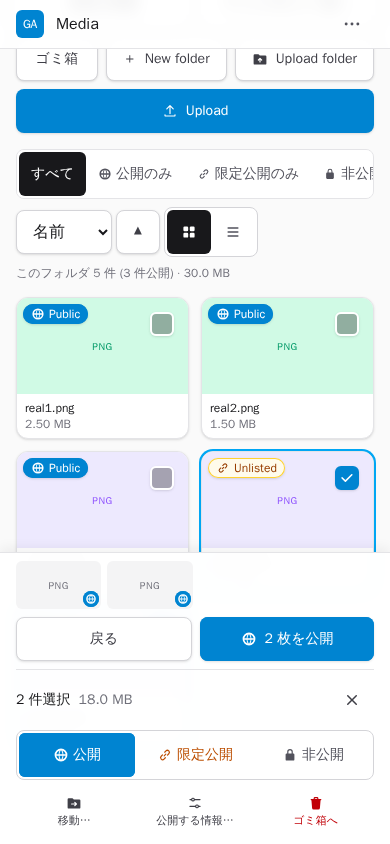 GA Media ...
ゴミ箱 + New folder Upload folder
Upload
すべて 公開のみ 限定公開のみ 非公
名前 ▲
このフォルダ 5 件 (3 件公開) · 30.0 MB
Public PNG
Public PNG
real1.png
2.50 MB
real2.png
1.50 MB
Public PNG
Unlisted PNG
PNG PNG
戻る 2 枚を公開
2 件選択 18.0 MB ×
公開 限定公開 非公開
移動… 公開する情報… ゴミ箱へ